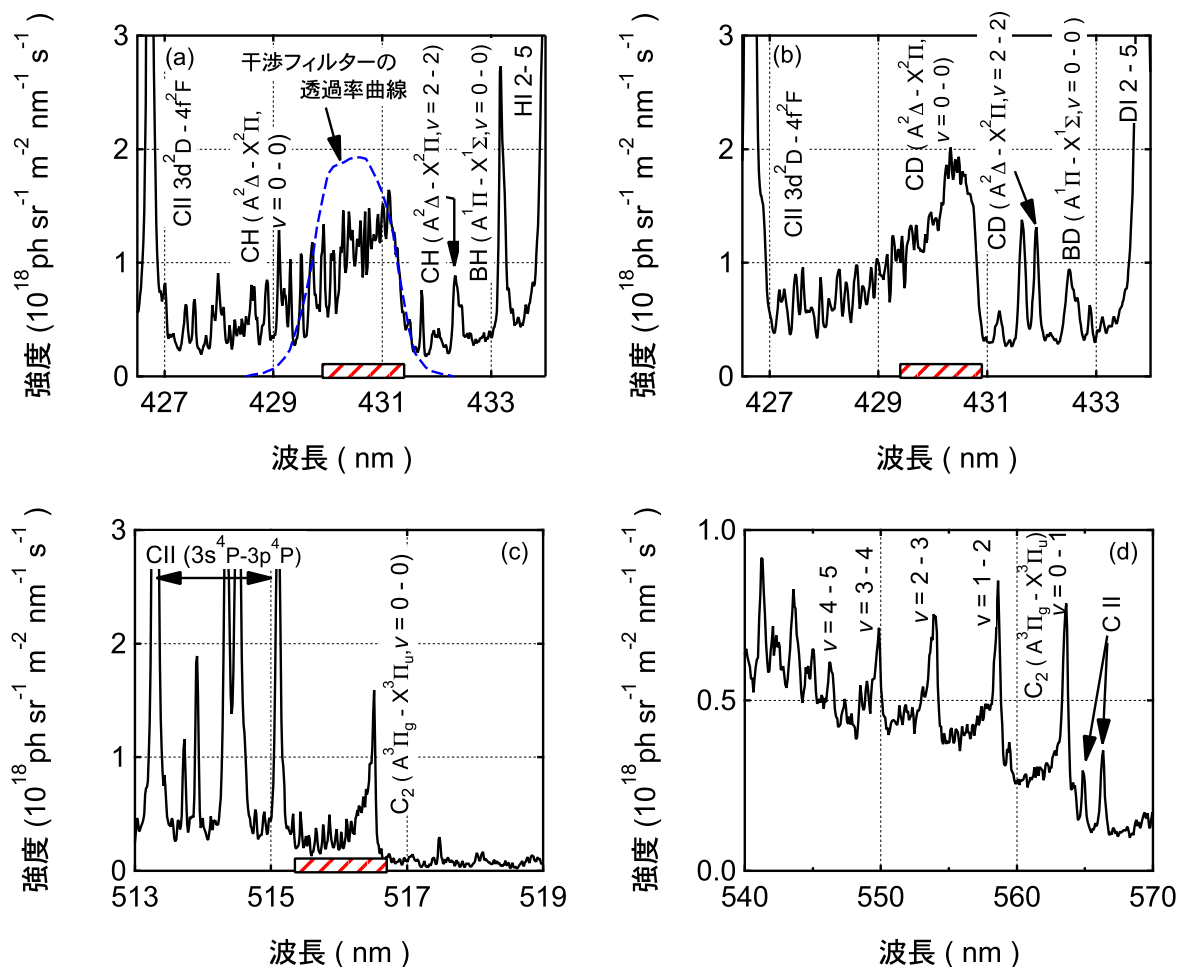 (a)
干渉フィルターの
透過率曲線
CII 3d²D - 4f²F
CH ( A²Δ - X²Π,
v = 0 - 0)
CH ( A²Δ - X²Π,v = 2 - 2)
BH ( A¹Π - X¹Σ,v = 0 - 0)
HI 2 - 5
強度 (10¹⁸ ph sr⁻¹ m⁻² nm⁻¹ s⁻¹ )
3
2
1
0
427 429 431 433
波長 ( nm )
(b)
CII 3d²D - 4f²F
CD ( A²Δ - X²Π,
v = 0 - 0)
CD ( A²Δ - X²Π,v = 2 - 2)
BD ( A¹Π - X¹Σ,v = 0 - 0)
DI 2 - 5
強度 (10¹⁸ ph sr⁻¹ m⁻² nm⁻¹ s⁻¹ )
3
2
1
0
427 429 431 433
波長 ( nm )
(c)
CII (3s⁴P-3p⁴P)
C₂ ( A³Πg - X³Πu,v = 0 - 0)
強度 (10¹⁸ ph sr⁻¹ m⁻² nm⁻¹ s⁻¹ )
3
2
1
0
513 515 517 519
波長 ( nm )
(d)
v = 4 - 5
v = 3 - 4
v = 2 - 3
v = 1 - 2
C₂ ( A³Πg - X³Πu)
v = 0 - 1
C II
強度 (10¹⁸ ph sr⁻¹ m⁻² nm⁻¹ s⁻¹ )
1.0
0.5
0.0
540 550 560 570
波長 ( nm )